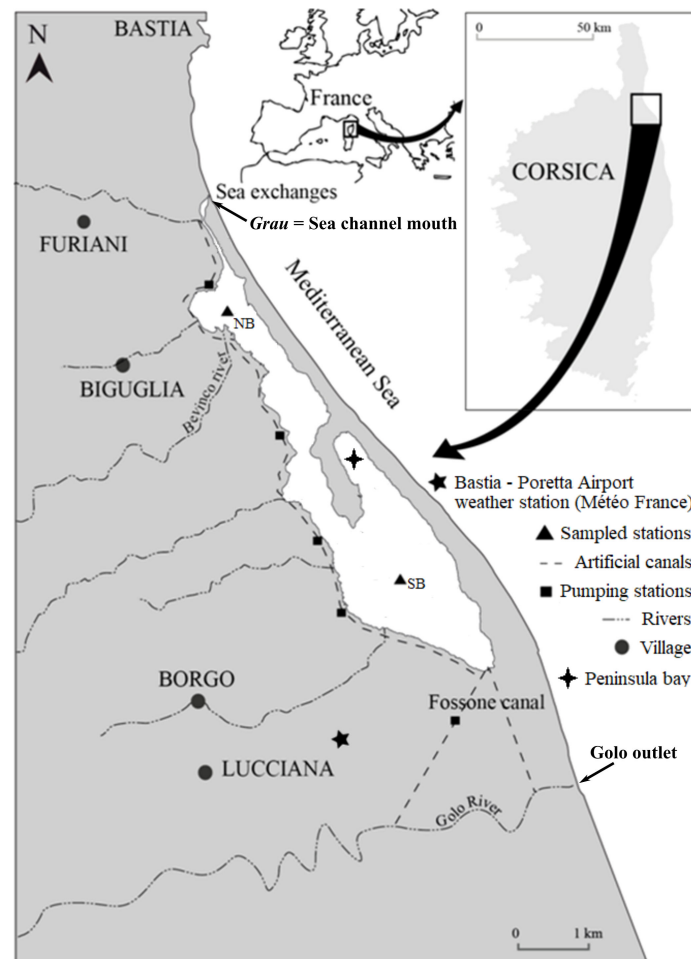 N
BASTIA
France
Sea exchanges
Grau = Sea channel mouth
0 50 km
CORSICA
FURIANI
NB
Mediterranean Sea
BIGUGLIA
Bevinco river
Bastia - Poretta Airport
weather station (Météo France)
Sampled stations
Artificial canals
Pumping stations
Rivers
Village
Peninsula bay
SB
BORGO
Fossone canal
LUCCIANA
Golo outlet
Golo River
0 1 km